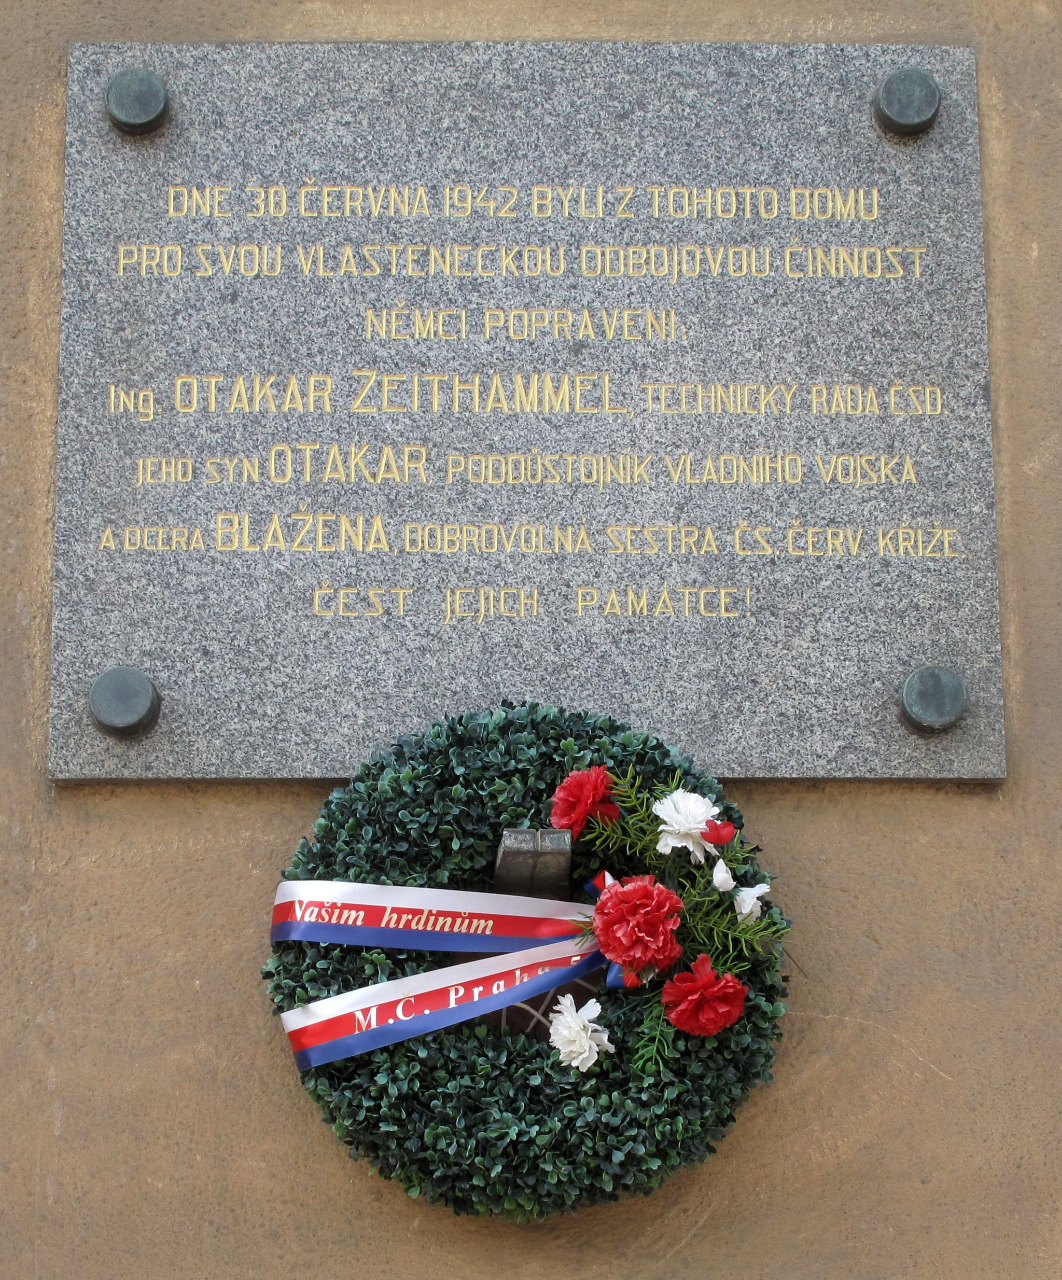 DNE 30 ČERVNA 1942 BYLI Z TOHOTO DOMU
PRO SVOU VLASTENECKOU ODBOJOVOU ČINNOST
NĚMCI POPRAVENI:
Ing. OTAKAR ZEITHAMMEL, TECHNICKÝ RADA ČSD
JEHO SYN OTAKAR, PODDŮSTOJNÍK VLADNÍHO VOJSKA
A DCERA BLAŽENA, DOBROVOLNÁ SESTRA ČS. ČERV KŘÍŽE
ČEST JEJICH PAMÁTCE!
Našim hrdinům
M.Č. Praha 5